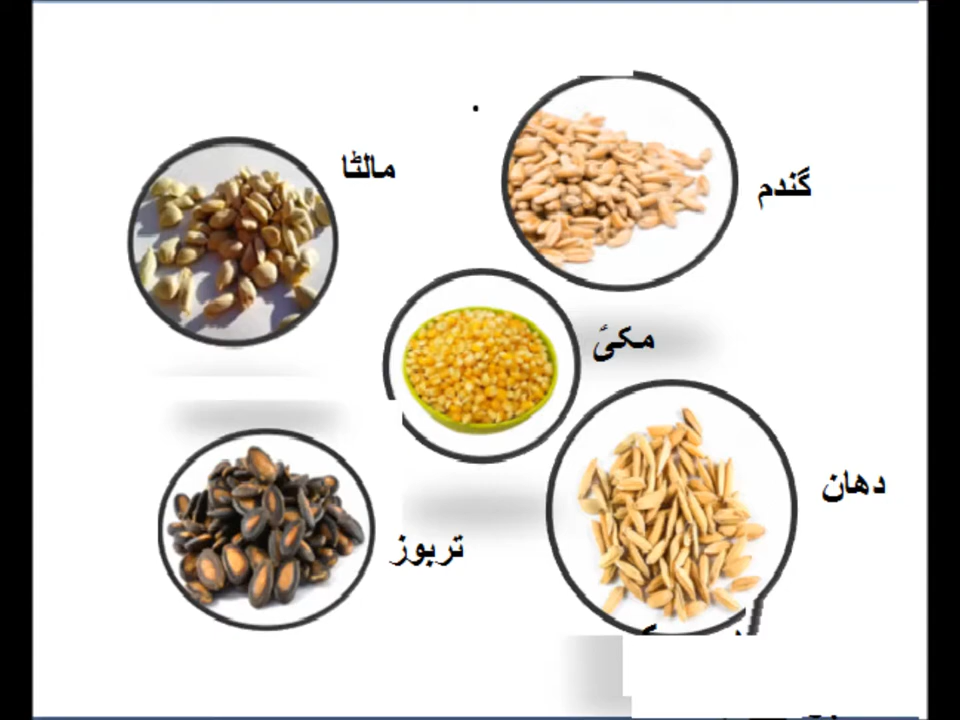 مالٹا
گندم
مکئ
دھان
تربوز